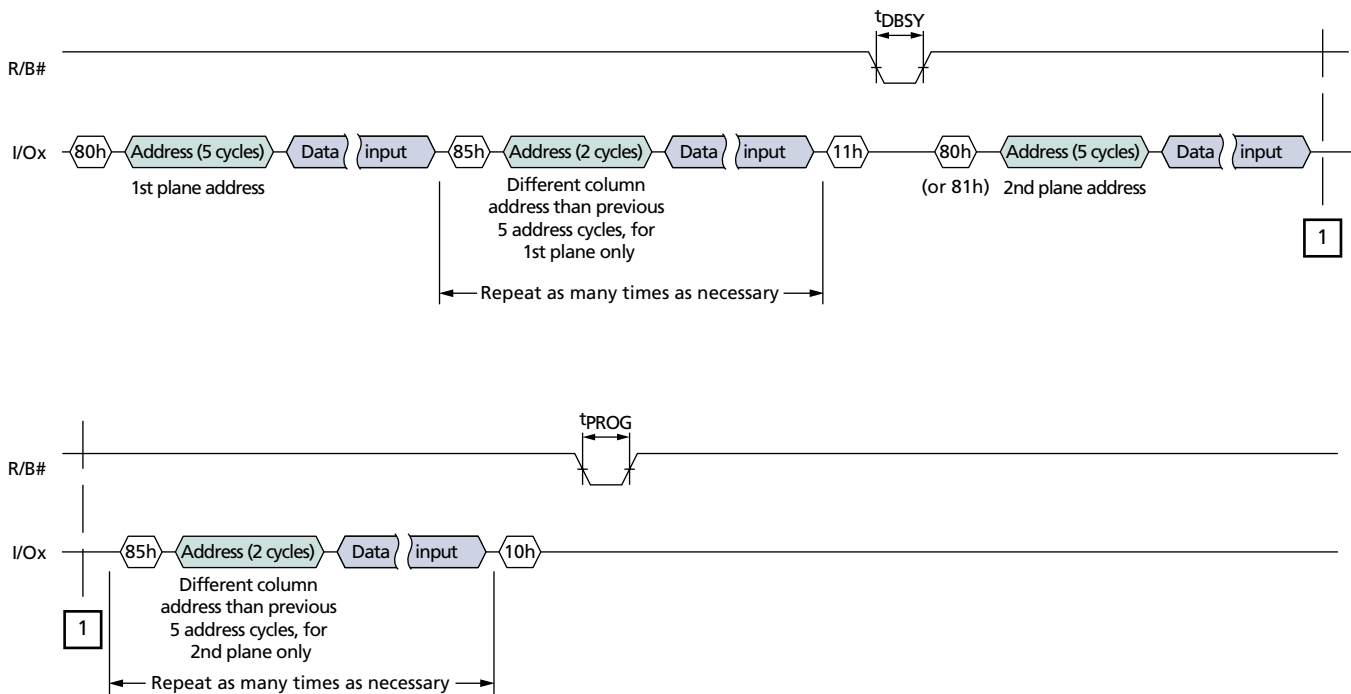 tDBSY
R/B#
I/Ox 80h Address (5 cycles) Data input 85h Address (2 cycles) Data input 11h 80h Address (5 cycles) Data input
1st plane address
Different column
address than previous
5 address cycles, for
1st plane only
(or 81h) 2nd plane address
1
Repeat as many times as necessary
tPROG
R/B#
I/Ox 85h Address (2 cycles) Data input 10h
Different column
address than previous
5 address cycles, for
2nd plane only
1
Repeat as many times as necessary